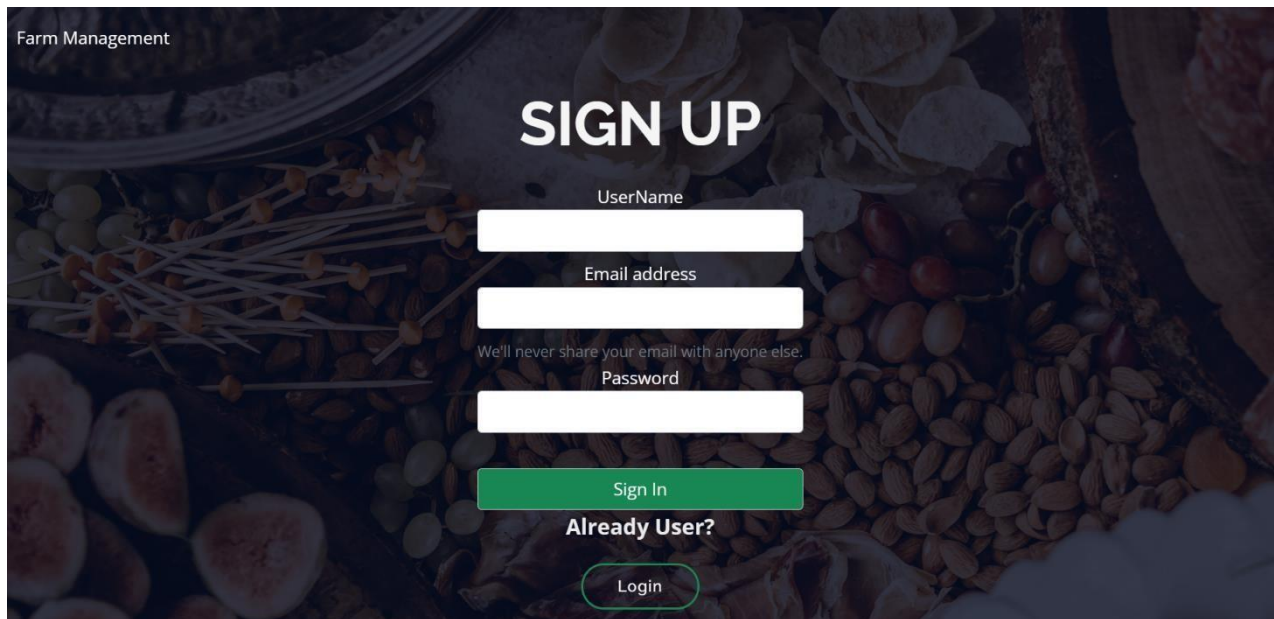 Farm Management
SIGN UP
UserName
Email address
We'll never share your email with anyone else.
Password
Sign In
Already User?
Login